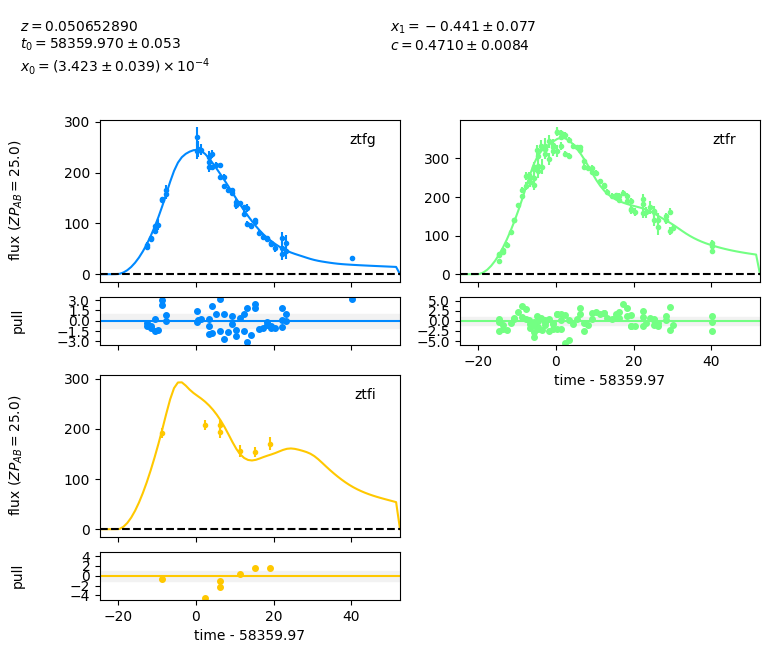 z = 0.050652890
t₀ = 58359.970 ± 0.053
x₀ = (3.423 ± 0.039) × 10⁻⁴
x₁ = −0.441 ± 0.077
c = 0.4710 ± 0.0084
flux (ZP_AB = 25.0)
300
200
100
0
ztfg
pull
3.0
1.5
0.0
−1.5
−3.0
300
200
100
0
ztfr
5.0
2.5
0.0
−2.5
−5.0
−20 0 20 40
time - 58359.97
flux (ZP_AB = 25.0)
300
200
100
0
ztfi
pull
4
2
0
−2
−4
−20 0 20 40
time - 58359.97